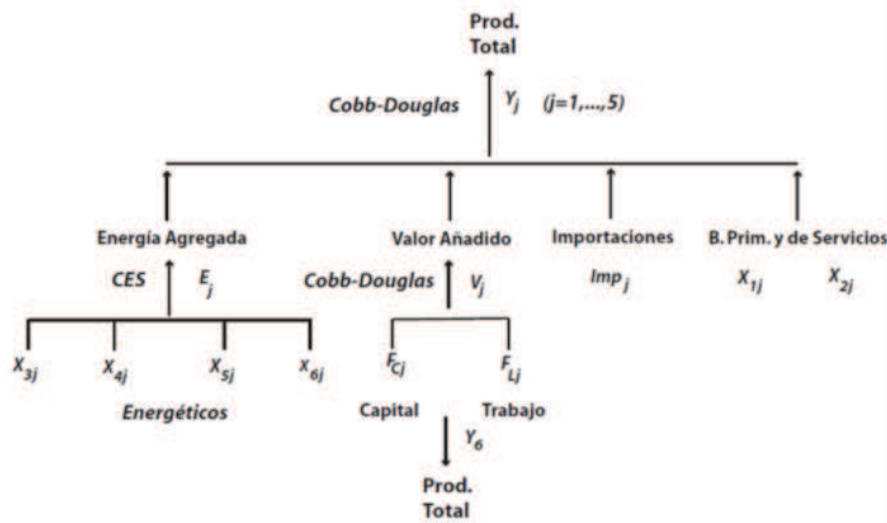 Prod.
Total
Cobb-Douglas Yj (j=1,...,5)
Energía Agregada Valor Añadido Importaciones B. Prim. y de Servicios
CES Ej Cobb-Douglas Vj Impj X1j X2j
X3j X4j X5j X6j FCj FLj
Energéticos Capital Trabajo
Y6
Prod.
Total